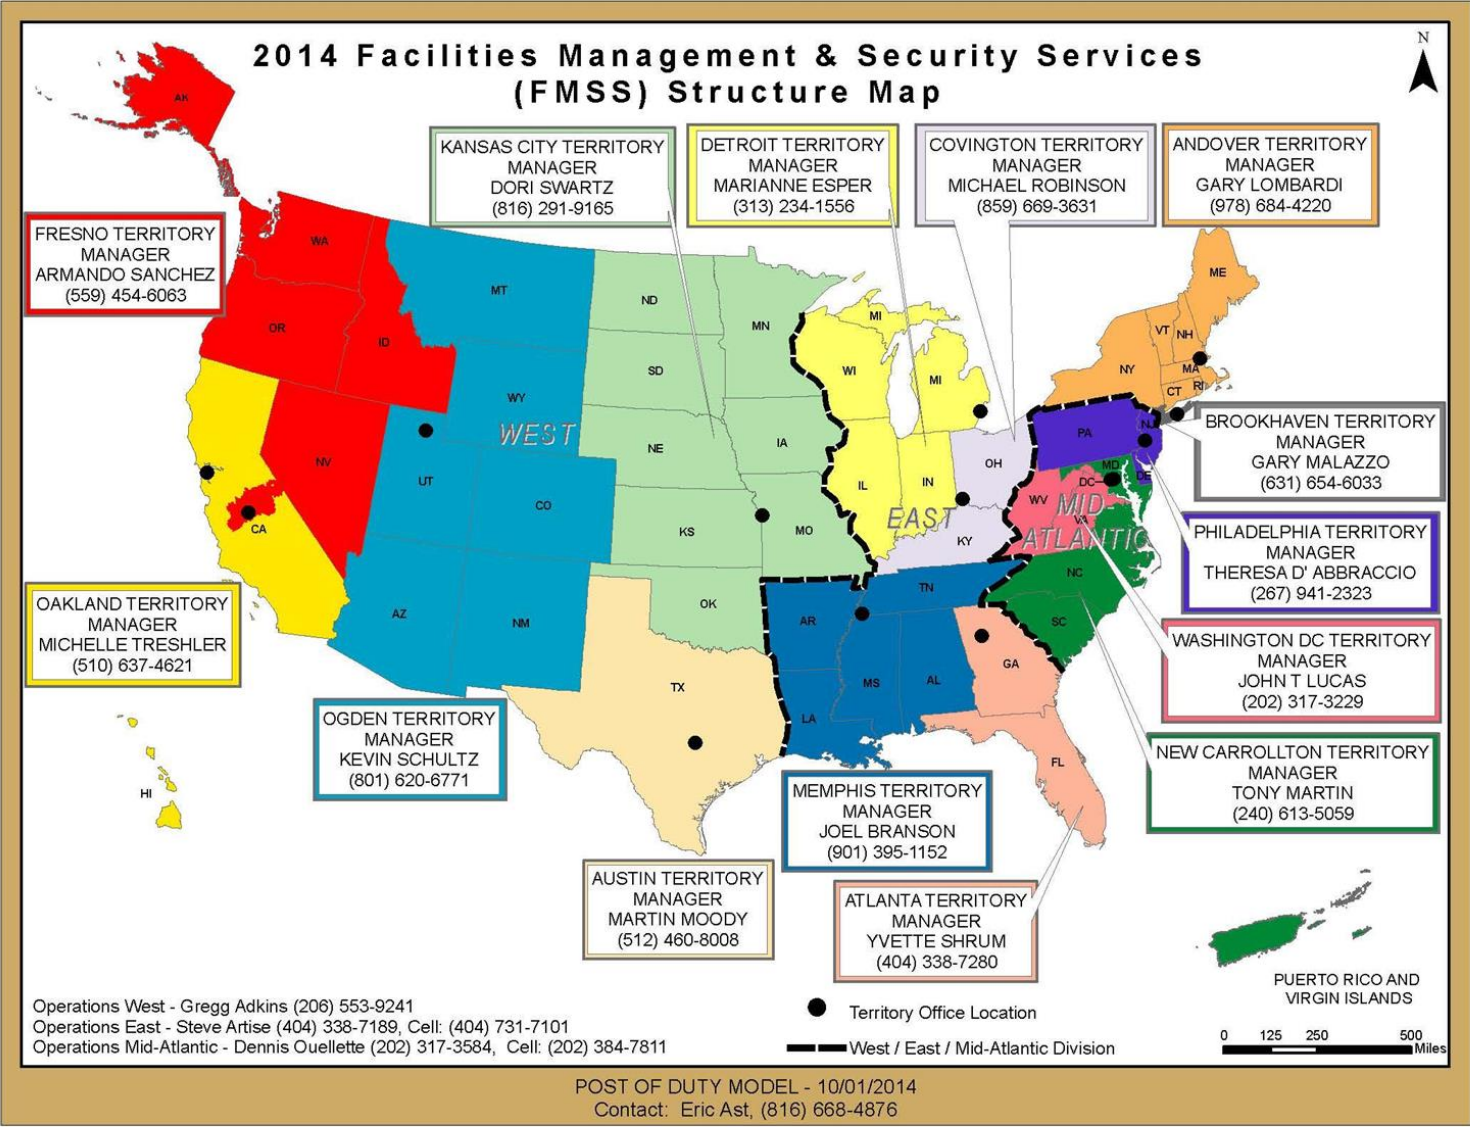 2014 Facilities Management & Security Services
(FMSS) Structure Map
N
KANSAS CITY TERRITORY
MANAGER
DORI SWARTZ
(816) 291-9165
DETROIT TERRITORY
MANAGER
MARIANNE ESPER
(313) 234-1556
COVINGTON TERRITORY
MANAGER
MICHAEL ROBINSON
(859) 669-3631
ANDOVER TERRITORY
MANAGER
GARY LOMBARDI
(978) 684-4220
FRESNO TERRITORY
MANAGER
ARMANDO SANCHEZ
(559) 454-6063
AK
WA
OR
ID
MT
WY
NV
UT
CO
CA
AZ
NM
HI
WEST
ND
SD
NE
KS
OK
MN
IA
MO
TX
WI
MI
MI
IL
IN
OH
KY
EAST
ME
VT
NH
NY
MA
CT
RI
PA
NJ
MD
DE
DC
WV
VA
MID-
ATLANTIC
NC
SC
TN
AR
MS
AL
LA
GA
FL
BROOKHAVEN TERRITORY
MANAGER
GARY MALAZZO
(631) 654-6033
PHILADELPHIA TERRITORY
MANAGER
THERESA D' ABBRACCIO
(267) 941-2323
WASHINGTON DC TERRITORY
MANAGER
JOHN T LUCAS
(202) 317-3229
NEW CARROLLTON TERRITORY
MANAGER
TONY MARTIN
(240) 613-5059
OAKLAND TERRITORY
MANAGER
MICHELLE TRESHLER
(510) 637-4621
OGDEN TERRITORY
MANAGER
KEVIN SCHULTZ
(801) 620-6771
MEMPHIS TERRITORY
MANAGER
JOEL BRANSON
(901) 395-1152
AUSTIN TERRITORY
MANAGER
MARTIN MOODY
(512) 460-8008
ATLANTA TERRITORY
MANAGER
YVETTE SHRUM
(404) 338-7280
PUERTO RICO AND
VIRGIN ISLANDS
Operations West - Gregg Adkins (206) 553-9241
Operations East - Steve Artise (404) 338-7189, Cell: (404) 731-7101
Operations Mid-Atlantic - Dennis Ouellette (202) 317-3584, Cell: (202) 384-7811
Territory Office Location
West / East / Mid-Atlantic Division
0 125 250 500
Miles
POST OF DUTY MODEL - 10/01/2014
Contact: Eric Ast, (816) 668-4876